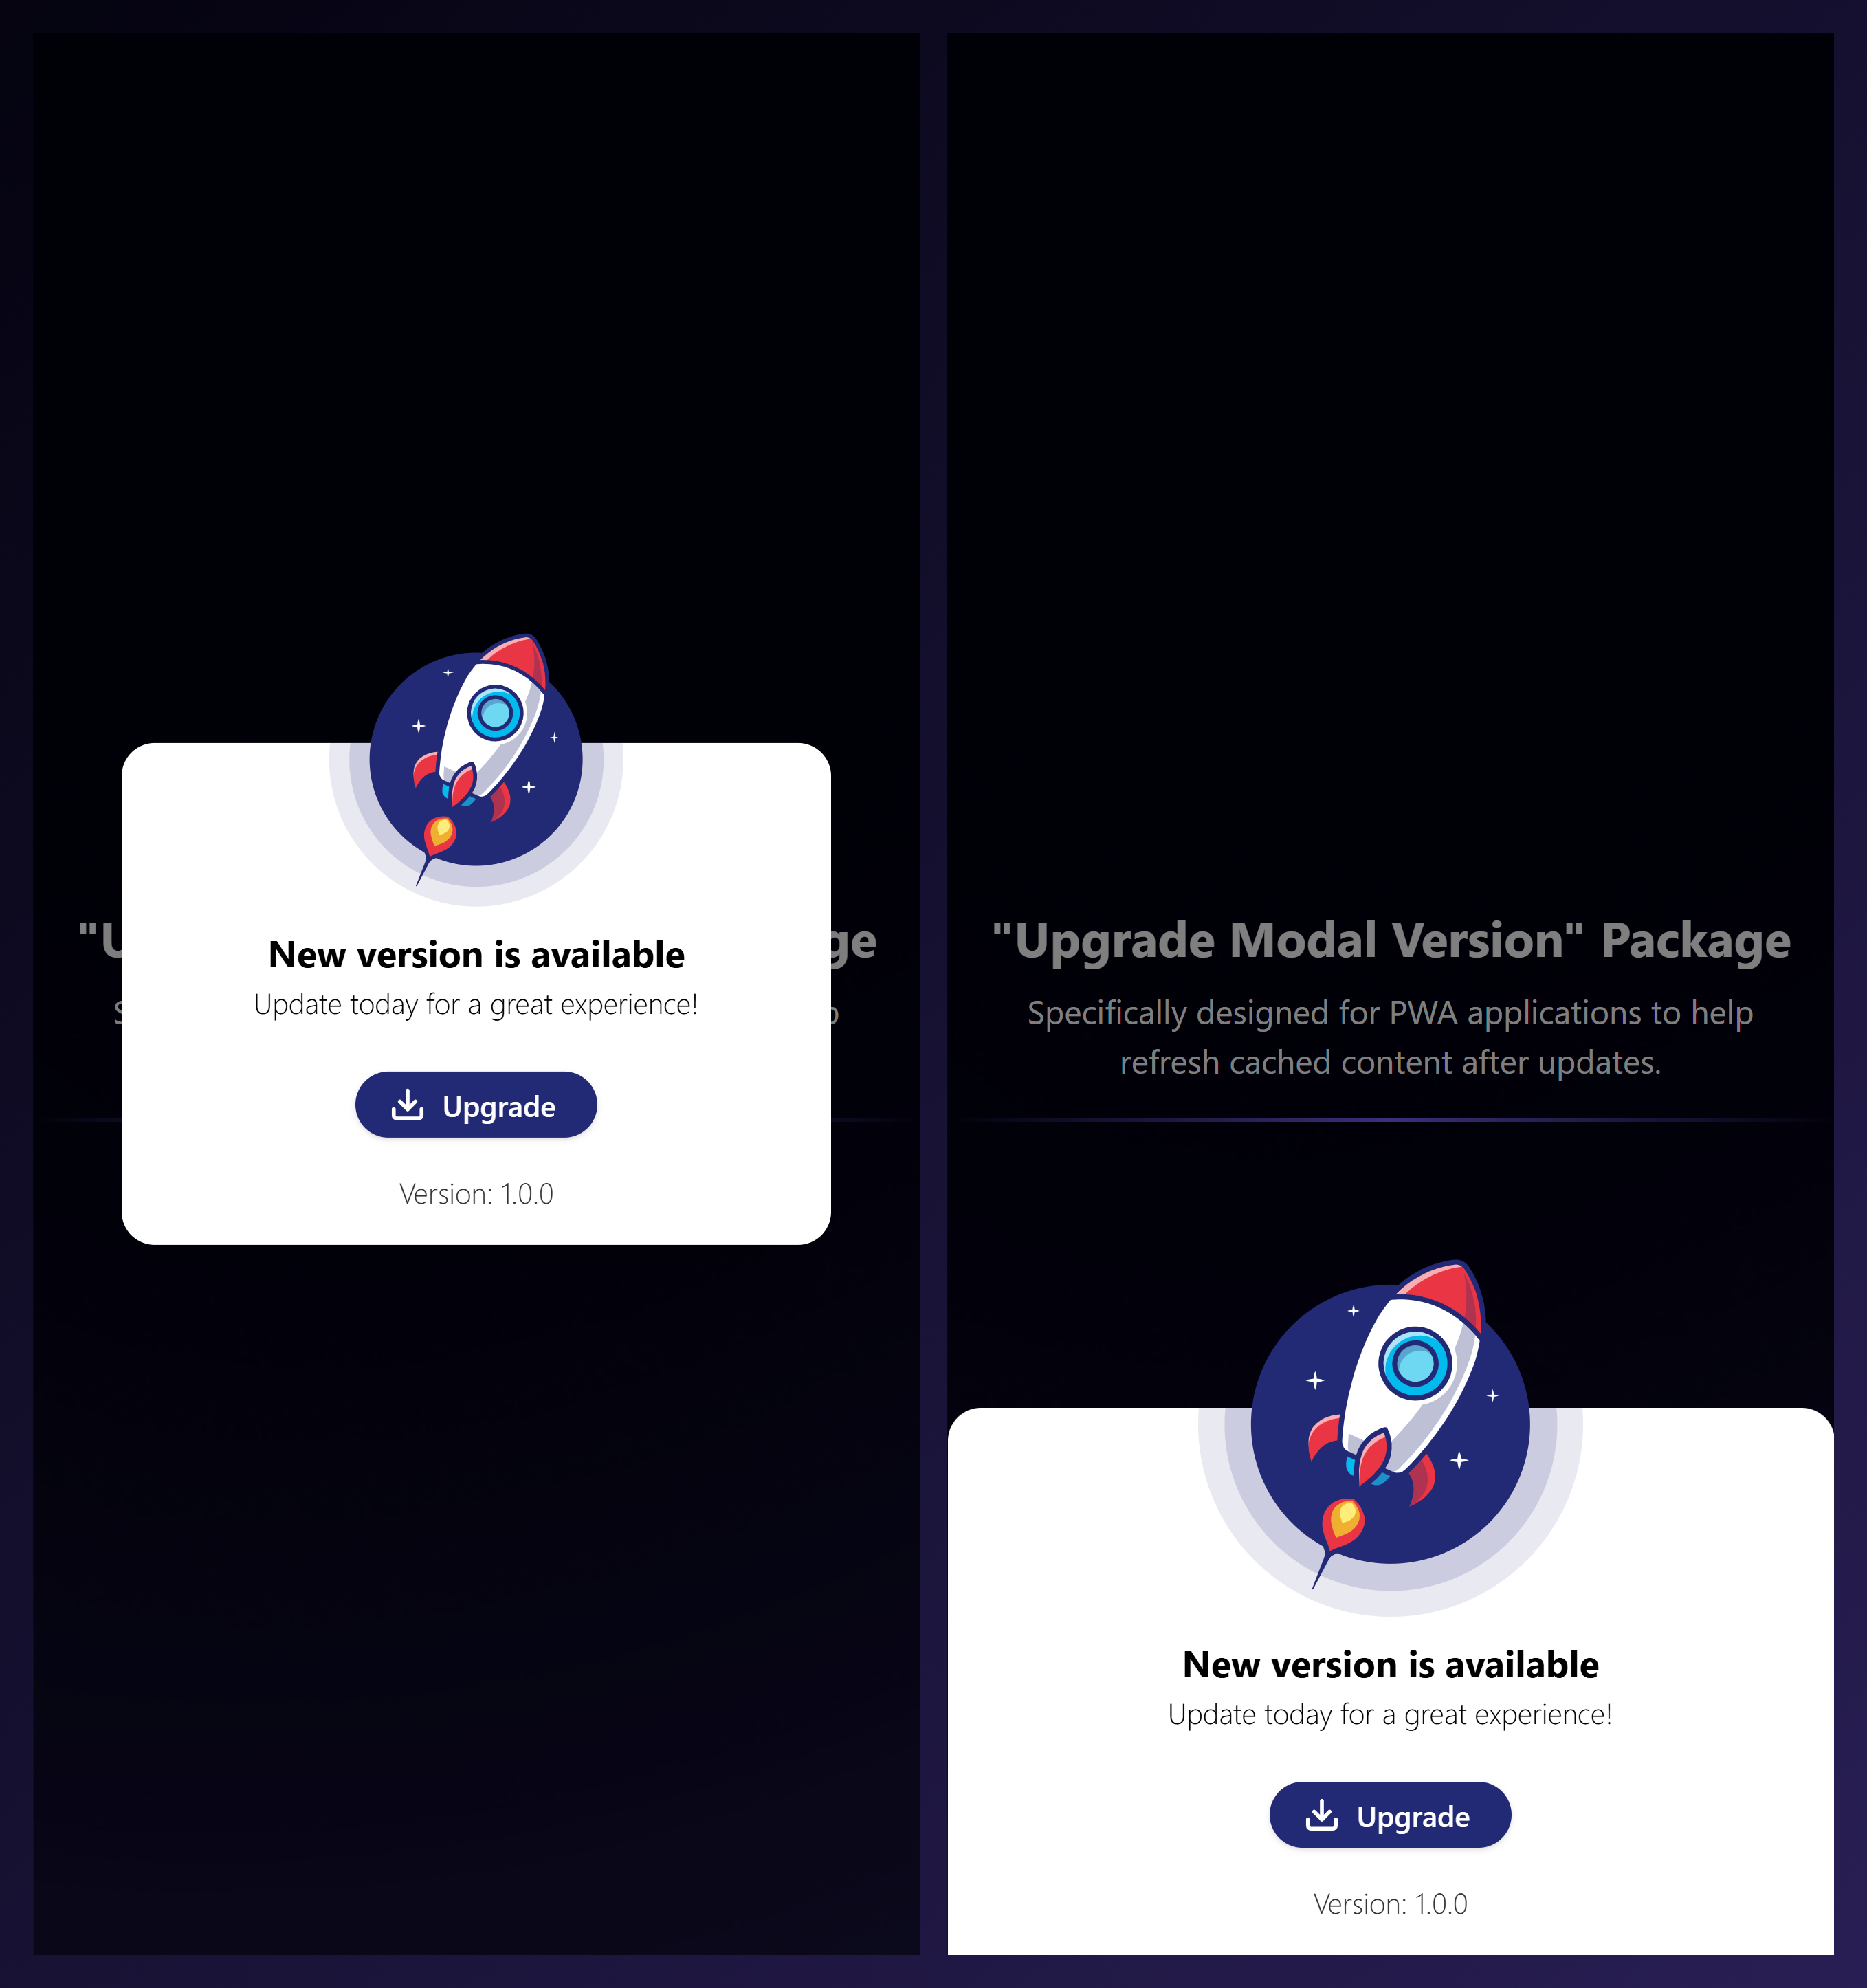 "U
ge
S
p
New version is available
Update today for a great experience!
Upgrade
Version: 1.0.0
"Upgrade Modal Version" Package
Specifically designed for PWA applications to help
refresh cached content after updates.
New version is available
Update today for a great experience!
Upgrade
Version: 1.0.0